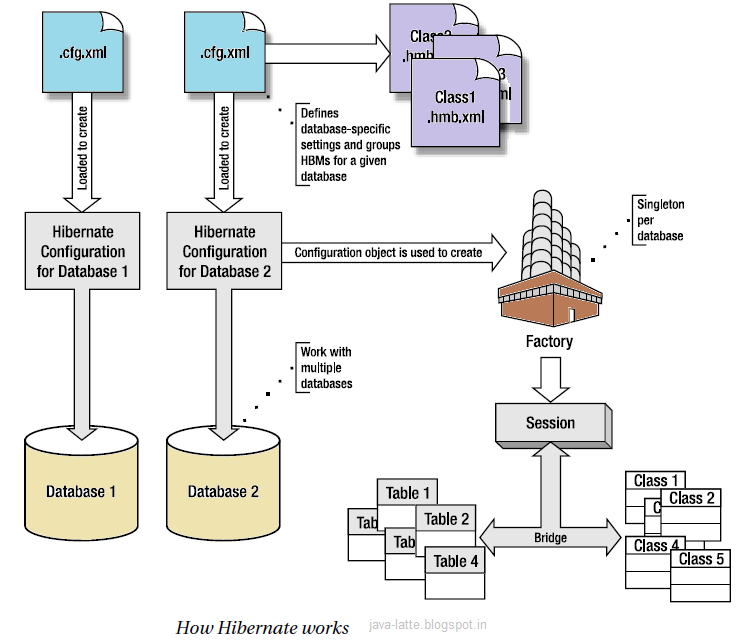 .cfg.xml
.cfg.xml
Class2
.hmb
3
ml
Class1
.hmb.xml
Loaded to create
Loaded to create
Defines
database-specific
settings and groups
HBMs for a given
database
Hibernate
Configuration
for Database 1
Hibernate
Configuration
for Database 2
Configuration object is used to create
Singleton
per
database
Factory
Work with
multiple
databases
Session
Database 1
Database 2
Table 1
Tab
Table 2
Tab
Table 4
Bridge
Class 1
C
Class 2
Class 4
Class 5
How Hibernate works
java-latte.blogspot.in